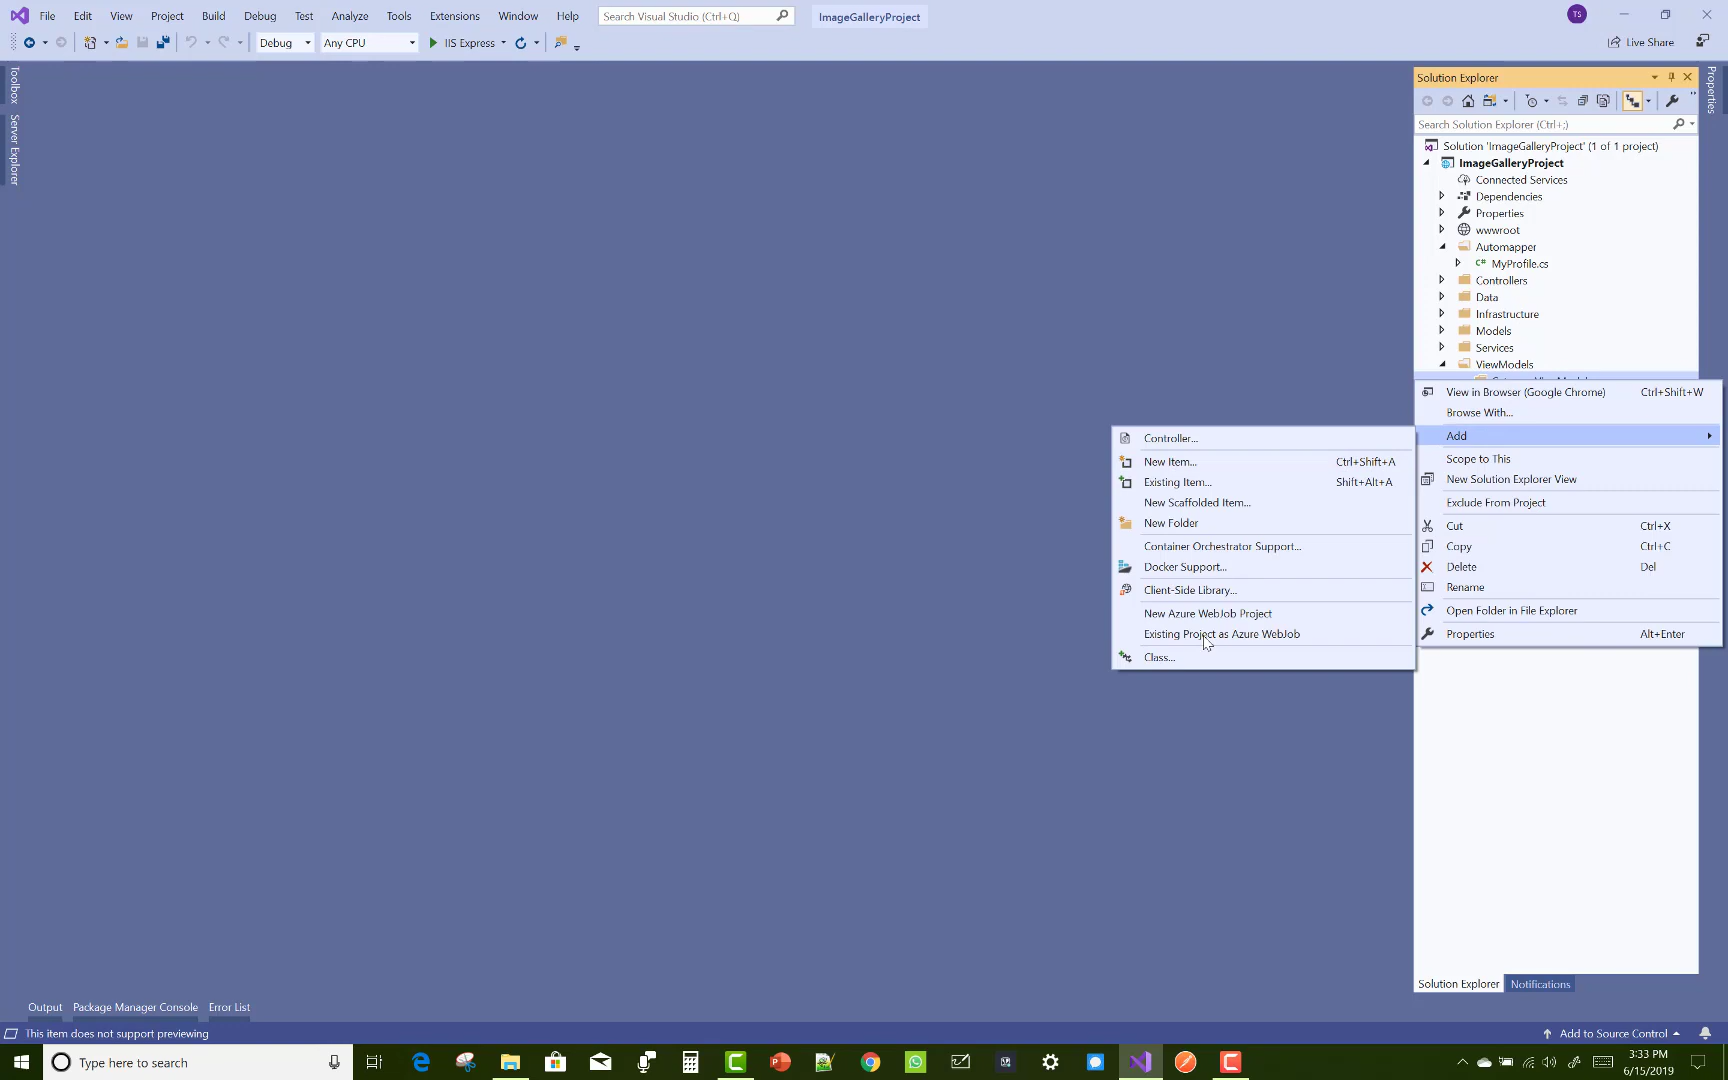 File Edit View Project Build Debug Test Analyze Tools Extensions Window Help Search Visual Studio (Ctrl+Q) ImageGalleryProject TS
Debug Any CPU IIS Express Live Share
Toolbox
Server Explorer
Properties
Solution Explorer
Search Solution Explorer (Ctrl+;)
Solution 'ImageGalleryProject' (1 of 1 project)
ImageGalleryProject
Connected Services
Dependencies
Properties
wwwroot
Automapper
C# MyProfile.cs
Controllers
Data
Infrastructure
Models
Services
ViewModels
View in Browser (Google Chrome) Ctrl+Shift+W
Browse With...
Add
Scope to This
New Solution Explorer View
Exclude From Project
Cut Ctrl+X
Copy Ctrl+C
Delete Del
Rename
Open Folder in File Explorer
Properties Alt+Enter
Controller...
New Item... Ctrl+Shift+A
Existing Item... Shift+Alt+A
New Scaffolded Item...
New Folder
Container Orchestrator Support...
Docker Support...
Client-Side Library...
New Azure WebJob Project
Existing Project as Azure WebJob
Class...
Solution Explorer Notifications
Output Package Manager Console Error List
This item does not support previewing Add to Source Control
Type here to search
3:33 PM
6/15/2019